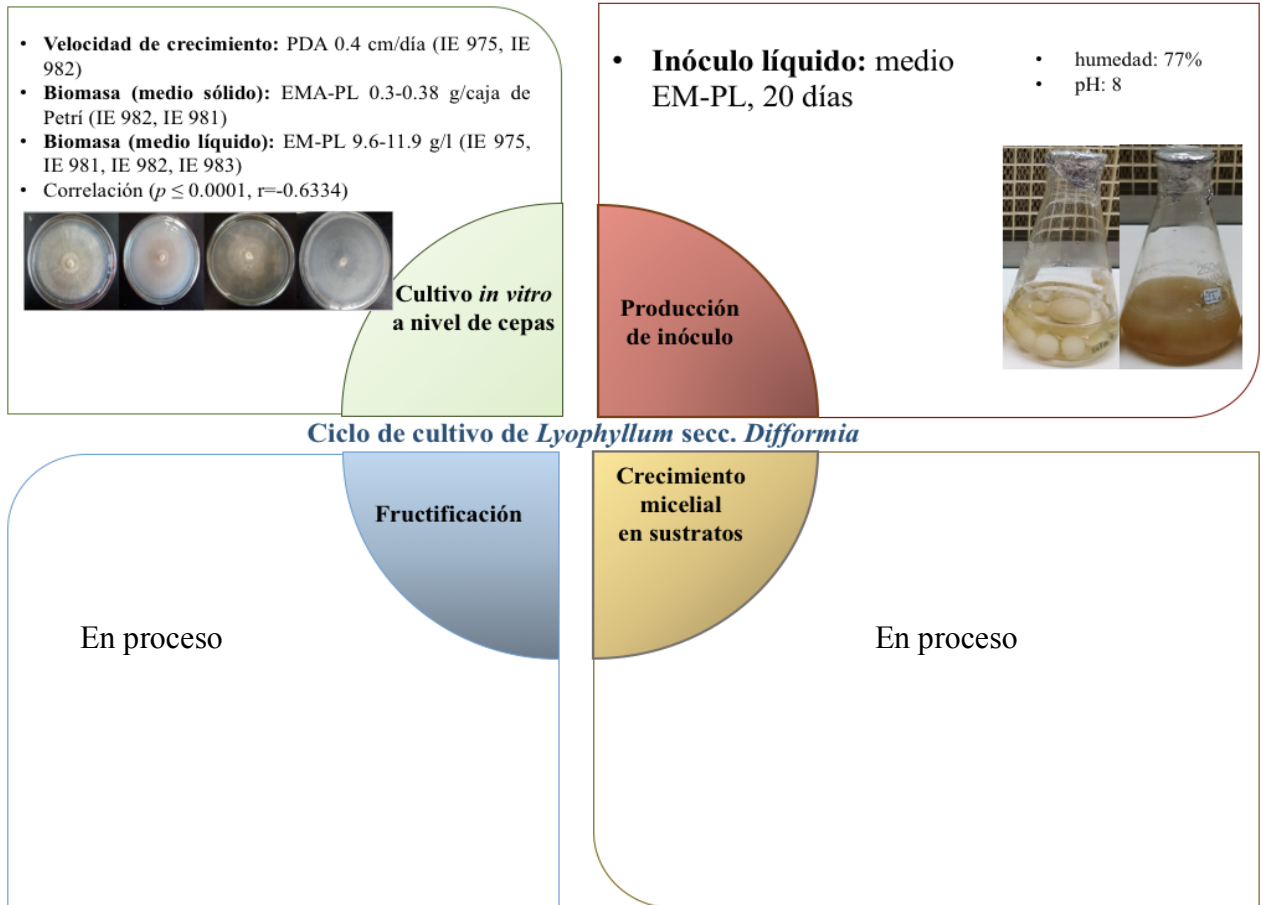 • Velocidad de crecimiento: PDA 0.4 cm/día (IE 975, IE
982)
• Biomasa (medio sólido): EMA-PL 0.3-0.38 g/caja de
Petrí (IE 982, IE 981)
• Biomasa (medio líquido): EM-PL 9.6-11.9 g/l (IE 975,
IE 981, IE 982, IE 983)
• Correlación (p ≤ 0.0001, r=-0.6334)
Cultivo in vitro
a nivel de cepas
• Inóculo líquido: medio
EM-PL, 20 días
• humedad: 77%
• pH: 8
Producción
de inóculo
Ciclo de cultivo de Lyophyllum secc. Difformia
Fructificación
En proceso
Crecimiento
micelial
en sustratos
En proceso